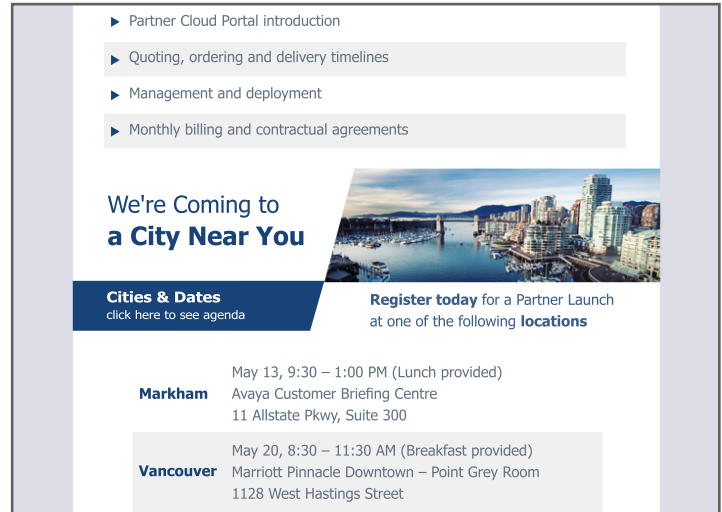 Partner Cloud Portal introduction
Quoting, ordering and delivery timelines
Management and deployment
Monthly billing and contractual agreements
We're Coming to
a City Near You
Cities & Dates
click here to see agenda
Register today for a Partner Launch
at one of the following locations
Markham
May 13, 9:30 – 1:00 PM (Lunch provided)
Avaya Customer Briefing Centre
11 Allstate Pkwy, Suite 300
Vancouver
May 20, 8:30 – 11:30 AM (Breakfast provided)
Marriott Pinnacle Downtown – Point Grey Room
1128 West Hastings Street